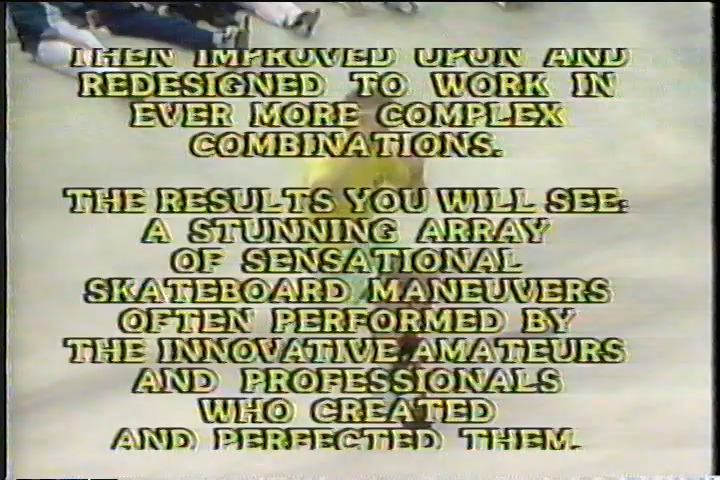 THEN IMPROVED UPON AND
REDESIGNED TO WORK IN
EVER MORE COMPLEX
COMBINATIONS.
THE RESULTS YOU WILL SEE:
A STUNNING ARRAY
OF SENSATIONAL
SKATEBOARD MANEUVERS
OFTEN PERFORMED BY
THE INNOVATIVE AMATEURS
AND PROFESSIONALS
WHO CREATED
AND PERFECTED THEM.